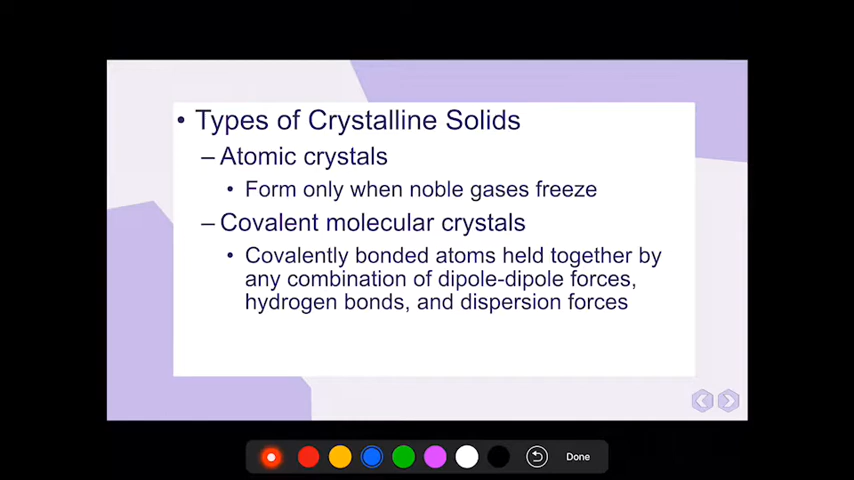 • Types of Crystalline Solids
– Atomic crystals
• Form only when noble gases freeze
– Covalent molecular crystals
• Covalently bonded atoms held together by
any combination of dipole-dipole forces,
hydrogen bonds, and dispersion forces
Done